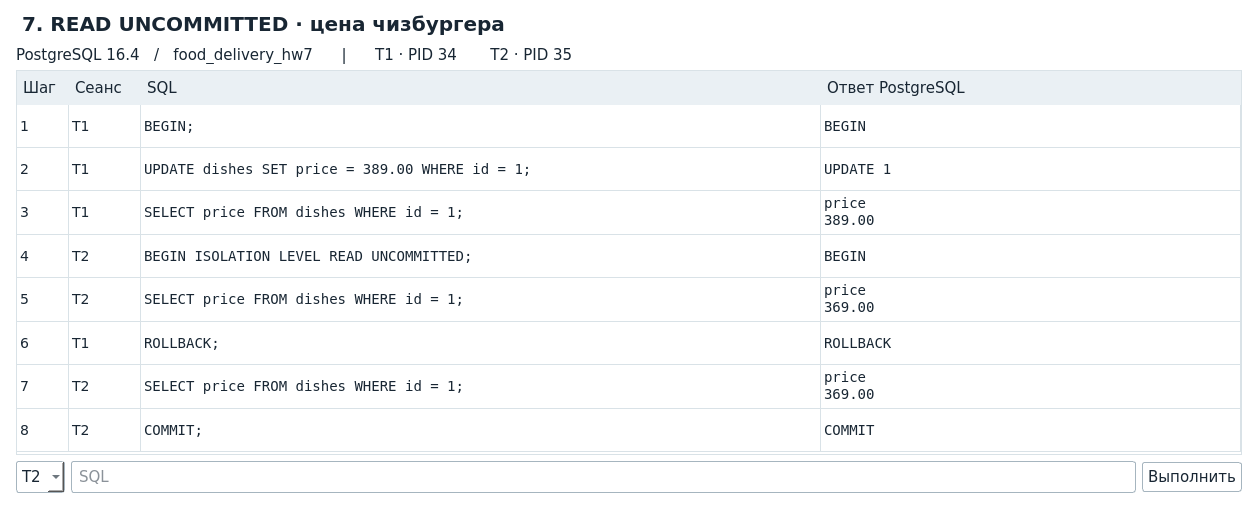 7. READ UNCOMMITTED · цена чизбургера
PostgreSQL 16.4 / food_delivery_hw7 | T1 · PID 34 T2 · PID 35
Шаг Сеанс SQL Ответ PostgreSQL
1 T1 BEGIN; BEGIN
2 T1 UPDATE dishes SET price = 389.00 WHERE id = 1; UPDATE 1
3 T1 SELECT price FROM dishes WHERE id = 1; price
389.00
4 T2 BEGIN ISOLATION LEVEL READ UNCOMMITTED; BEGIN
5 T2 SELECT price FROM dishes WHERE id = 1; price
369.00
6 T1 ROLLBACK; ROLLBACK
7 T2 SELECT price FROM dishes WHERE id = 1; price
369.00
8 T2 COMMIT; COMMIT
T2 SQL Выполнить